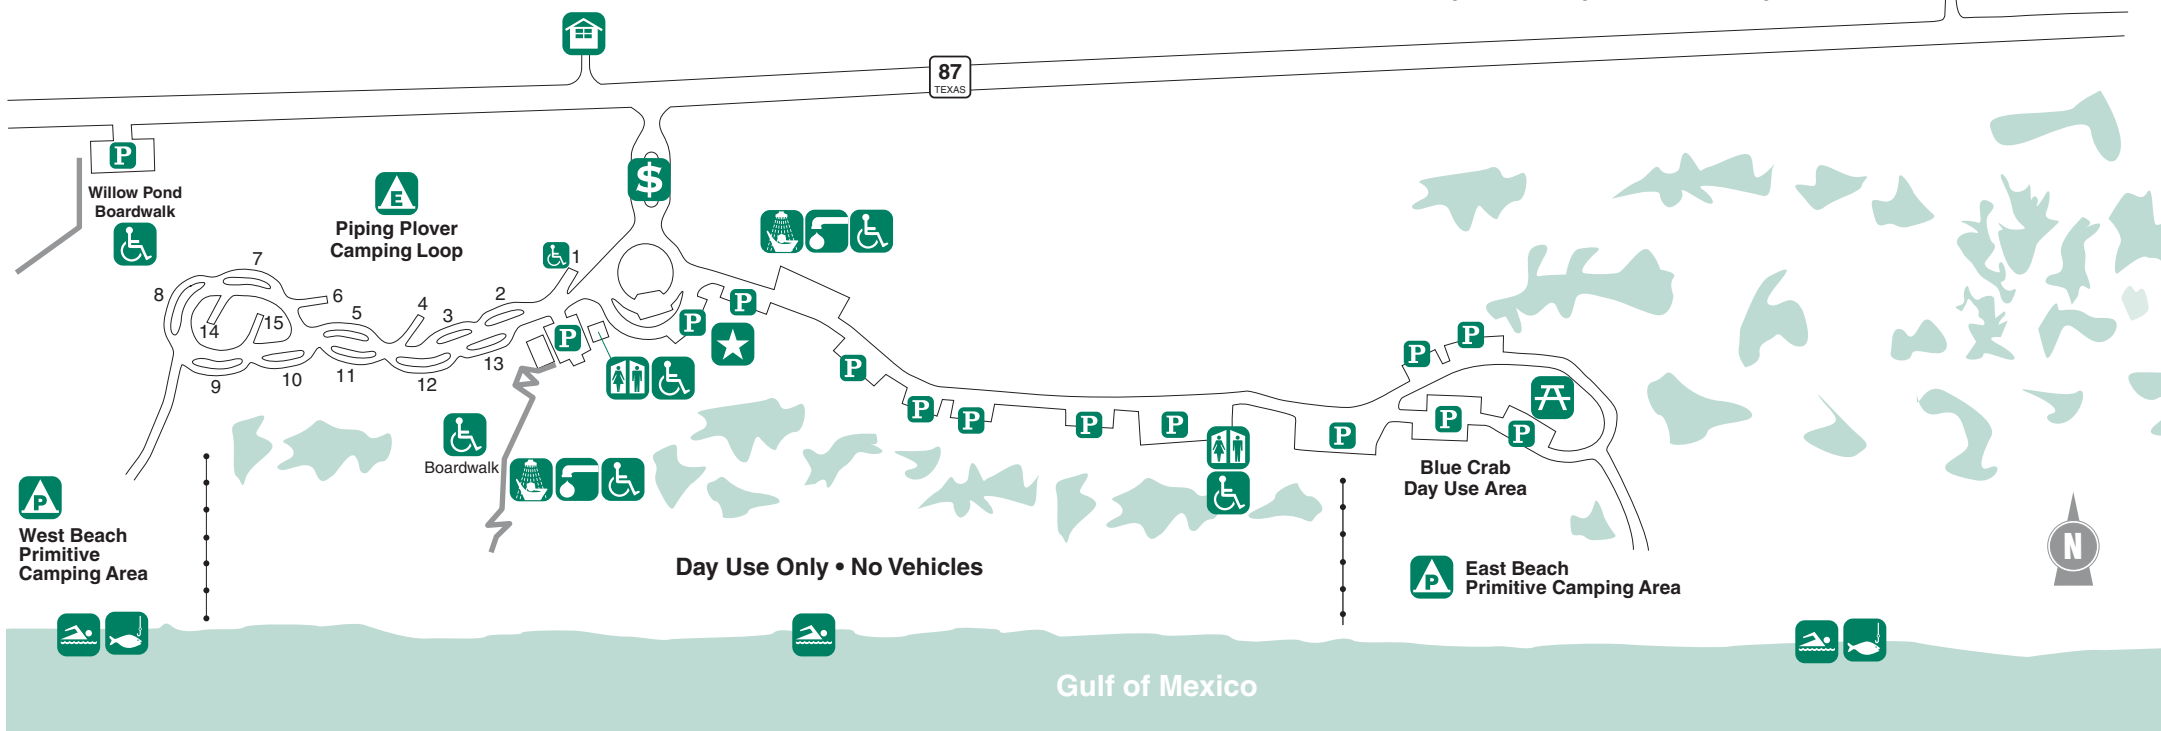 87
TEXAS
P
Willow Pond
Boardwalk
$
E
Piping Plover
Camping Loop
1
2
3
4
5
6
7
8
14
15
9
10
11
12
13
P
P
P
P
P
P
P
P
P
P
P
P
P
Boardwalk
Blue Crab
Day Use Area
P
West Beach
Primitive
Camping Area
Day Use Only • No Vehicles
P
East Beach
Primitive Camping Area
N
Gulf of Mexico